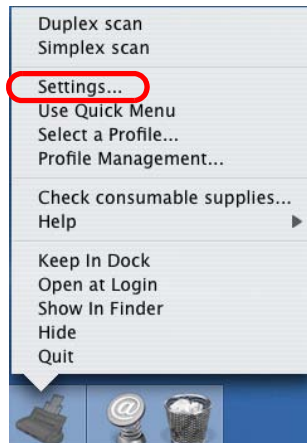 Duplex scan
Simplex scan
Settings...
Use Quick Menu
Select a Profile...
Profile Management...
Check consumable supplies...
Help
Keep In Dock
Open at Login
Show In Finder
Hide
Quit
@